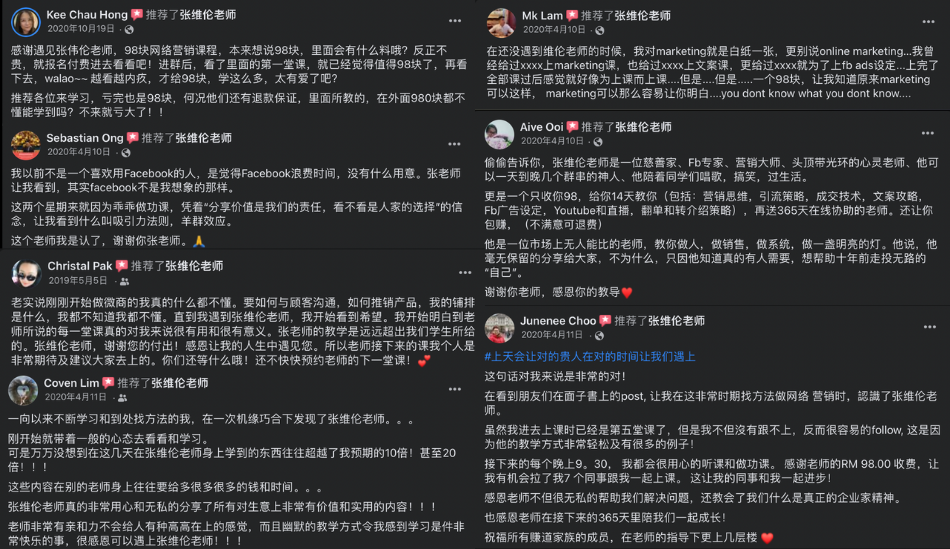 Kee Chau Hong 推荐了张维伦老师
2020年10月19日 ·
感谢遇见张伟伦老师，98块网络营销课程，本来想说98块，里面会有什么料哦？反正不
贵，就报名付费进去看看吧！进群后，看了里面的第一堂课，就已经觉得值得98块了，再看
下去，walao~~ 越看越内疚，才给98块，学这么多，太有爱了吧？
推荐各位来学习，亏完也是98块，何况他们还有退款保证，里面所教的，在外面980块都不
懂能学到吗？不来就亏大了！！
Sebastian Ong 推荐了张维伦老师
2020年4月10日 ·
我以前不是一个喜欢用Facebook的人，是觉得Facebook浪费时间，没有什么用意。张老师
让我看到，其实facebook不是我想象的那样。
这两个星期来就因为乖乖做功课，凭着“分享价值是我们的责任，看不看是人家的选择”的信
念，让我看到什么叫吸引力法则，羊群效应。
这个老师我是认了，谢谢你张老师。🙏
Christal Pak 推荐了张维伦老师
2019年5月5日 ·
老实说刚刚开始做微商的我真的什么都不懂。要如何与顾客沟通，如何推销产品，我的铺排
是什么，我都不知道我都不懂。直到我遇到张维伦老师，我开始看到希望。我开始明白到老
师所说的每一堂课真的对我来说很有用和很有意义。张老师的教学是远远超出我们学生所给
的。张维伦老师，谢谢您的付出！感恩让我的人生中遇见您。所以老师接下来的课我个人是
非常期待及建议大家去上的。你们还等什么哦！还不快快预约老师的下一堂课！💕
Coven Lim 推荐了张维伦老师
2020年4月11日 ·
一向以来不断学习和到处找方法的我，在一次机缘巧合下发现了张维伦老师。。。
刚开始就带着一般的心态去看看和学习。
可是万万没想到在这几天在张维伦老师身上学到的东西往往超越了我预期的10倍！甚至20
倍！！！
这些内容在别的老师身上往往要给多很多很多的钱和时间。。。
张维伦老师真的非常用心和无私的分享了所有对生意上非常有价值和实用的内容！！！
老师非常有亲和力不会给人有种高高在上的感觉，而且幽默的教学方式令我感到学习是件非
常快乐的事，很感恩可以遇上张维伦老师！！！
Mk Lam 推荐了张维伦老师
2020年4月10日 ·
在还没遇到维伦老师的时候，我对marketing就是白纸一张，更别说online marketing...我曾
经给过xxxx上marketing课，也给过xxxx上文案课，更给过xxxx就为了上fb ads设定...上完了
全部课过后感觉就好像为上课而上课....但是....但是.....一个98块，让我知道原来marketing
可以这样， marketing可以那么容易让你明白....you dont know what you dont know....
Aive Ooi 推荐了张维伦老师
2020年4月10日 ·
偷偷告诉你，张维伦老师是一位慈善家、Fb专家、营销大师、头顶带光环的心灵老师、他可
以一天到晚几个群串的神人、他陪着同学们唱歌，搞笑，过生活。
更是一个只收你98，给你14天教你（包括：营销思维，引流策略，成交技术，文案攻略，
Fb广告设定，Youtube和直播，翻单和转介绍策略），再送365天在线协助的老师。还让你
包赚，（不满意可退费）
他是一位市场上无人能比的老师，教你做人，做销售，做系统，做一盏明亮的灯。他说，他
毫无保留的分享给大家，不为什么，只因他知道真的有人需要，想帮助十年前走投无路的
“自己”。
谢谢你老师，感恩你的教导❤️
Junenee Choo 推荐了张维伦老师
2020年4月11日 ·
#上天会让对的贵人在对的时间让我们遇上
这句话对我来说是非常的对！
在看到朋友们在面子書上的post, 让我在这非常时期找方法做网络 营销时，認識了张维伦老
师。
虽然我进去上课时已经是第五堂课了，但是我不但没有跟不上，反而很容易的follow, 这是因
为他的教学方式非常轻松及有很多的例子！
接下来的每个晚上9。30， 我都会很用心的听课和做功课。 感谢老师的RM 98.00 收费，让
我有机会拉了我7 个同事跟我一起上课。 这让我的同事和我一起进步！
感恩老师不但很无私的帮助我们解决问题，还教会了我们什么是真正的企业家精神。
也感恩老师在接下来的365天里陪我们一起成长！
祝福所有赚道家族的成员，在老师的指导下更上几层楼 ❤️